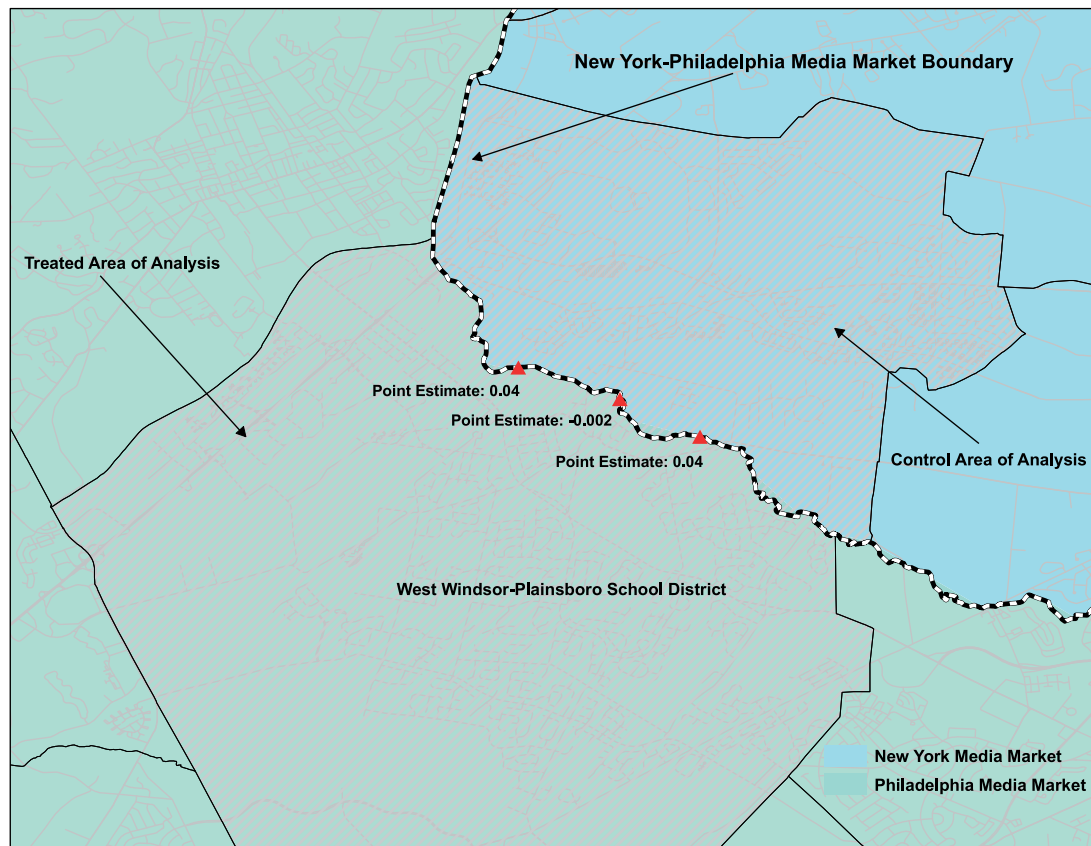 New York-Philadelphia Media Market Boundary
Treated Area of Analysis
Point Estimate: 0.04
Point Estimate: -0.002
Point Estimate: 0.04
Control Area of Analysis
West Windsor-Plainsboro School District
New York Media Market
Philadelphia Media Market